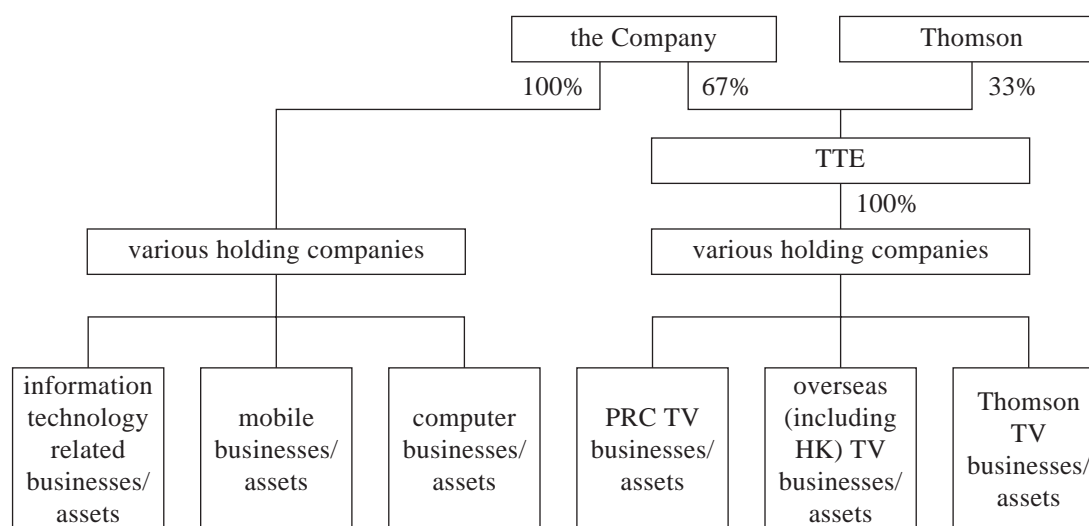 the Company
Thomson
100%
67%
33%
TTE
100%
various holding companies
various holding companies
information
technology
related
businesses/
assets
mobile
businesses/
assets
computer
businesses/
assets
PRC TV
businesses/
assets
overseas
(including
HK) TV
businesses/
assets
Thomson
TV
businesses/
assets